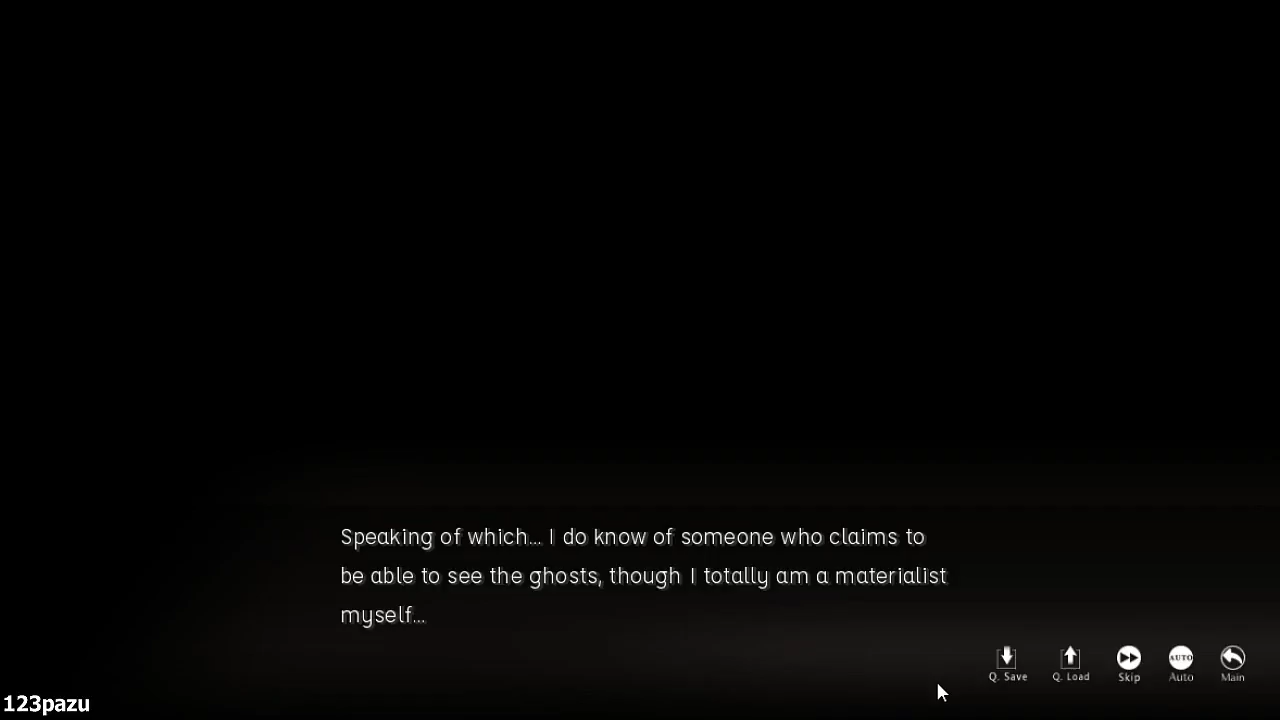 Speaking of which... I do know of someone who claims to
be able to see the ghosts, though I totally am a materialist
myself...
Q. Save
Q. Load
Skip
AUTO
Auto
Main
123pazu